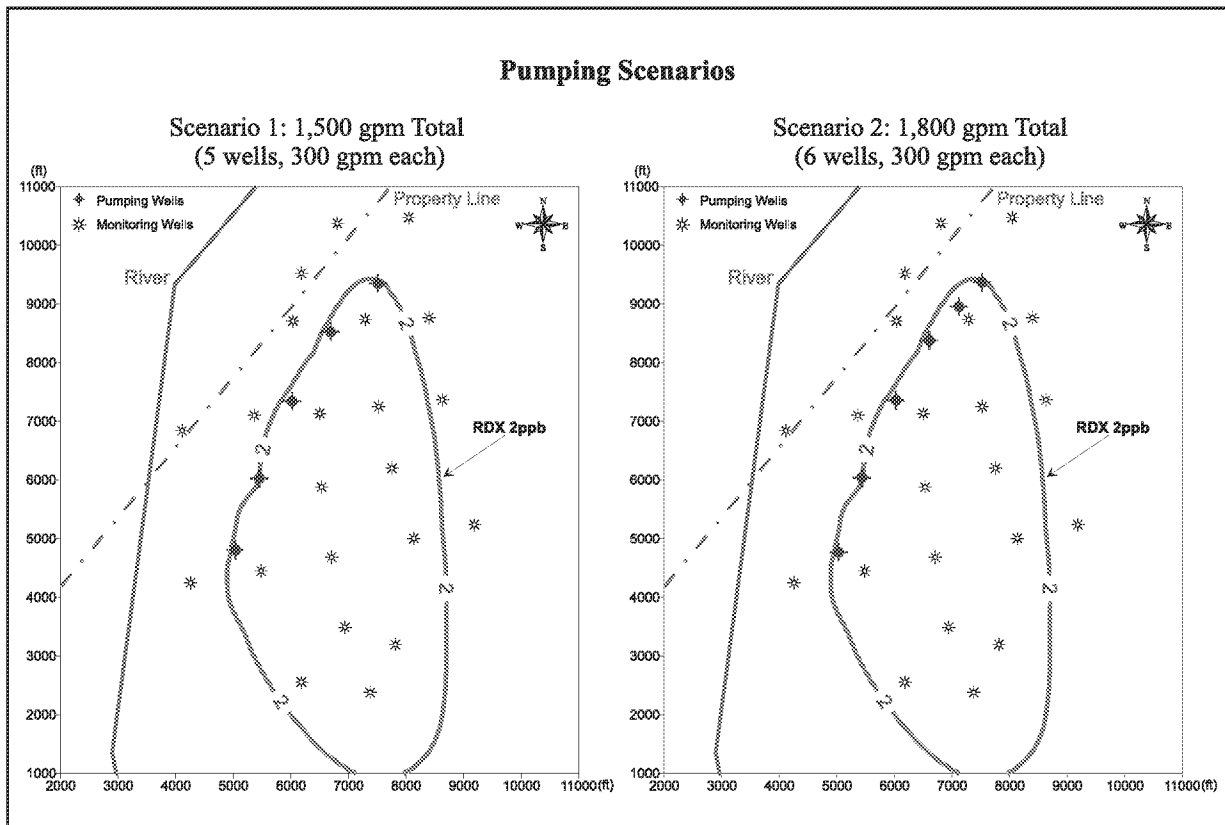 Pumping Scenarios
Scenario 1: 1,500 gpm Total
(5 wells, 300 gpm each)
(ft)
11000
10000
9000
8000
7000
6000
5000
4000
3000
2000
1000
Pumping Wells
Monitoring Wells
Property Line
N
W E
S
River
2
2
RDX 2ppb
2
2
2000 3000 4000 5000 6000 7000 8000 9000 10000 11000(ft)
Scenario 2: 1,800 gpm Total
(6 wells, 300 gpm each)
(ft)
11000
10000
9000
8000
7000
6000
5000
4000
3000
2000
1000
Pumping Wells
Monitoring Wells
Property Line
N
W E
S
River
2
2
RDX 2ppb
2
2
2000 3000 4000 5000 6000 7000 8000 9000 10000 11000(ft)